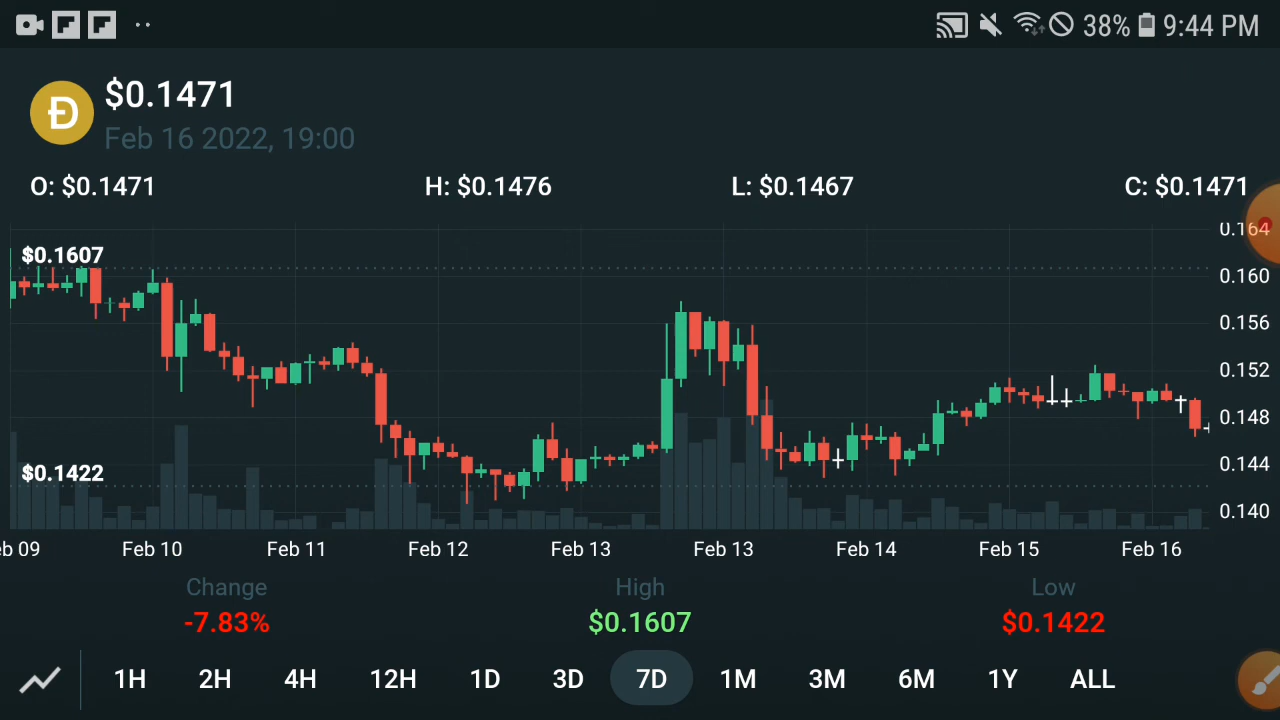 38% 9:44 PM
Đ
$0.1471
Feb 16 2022, 19:00
O: $0.1471 H: $0.1476 L: $0.1467 C: $0.1471
0.164
$0.1607
0.160
0.156
0.152
0.148
0.144
$0.1422
0.140
eb 09 Feb 10 Feb 11 Feb 12 Feb 13 Feb 13 Feb 14 Feb 15 Feb 16
Change High Low
-7.83% $0.1607 $0.1422
1H 2H 4H 12H 1D 3D 7D 1M 3M 6M 1Y ALL